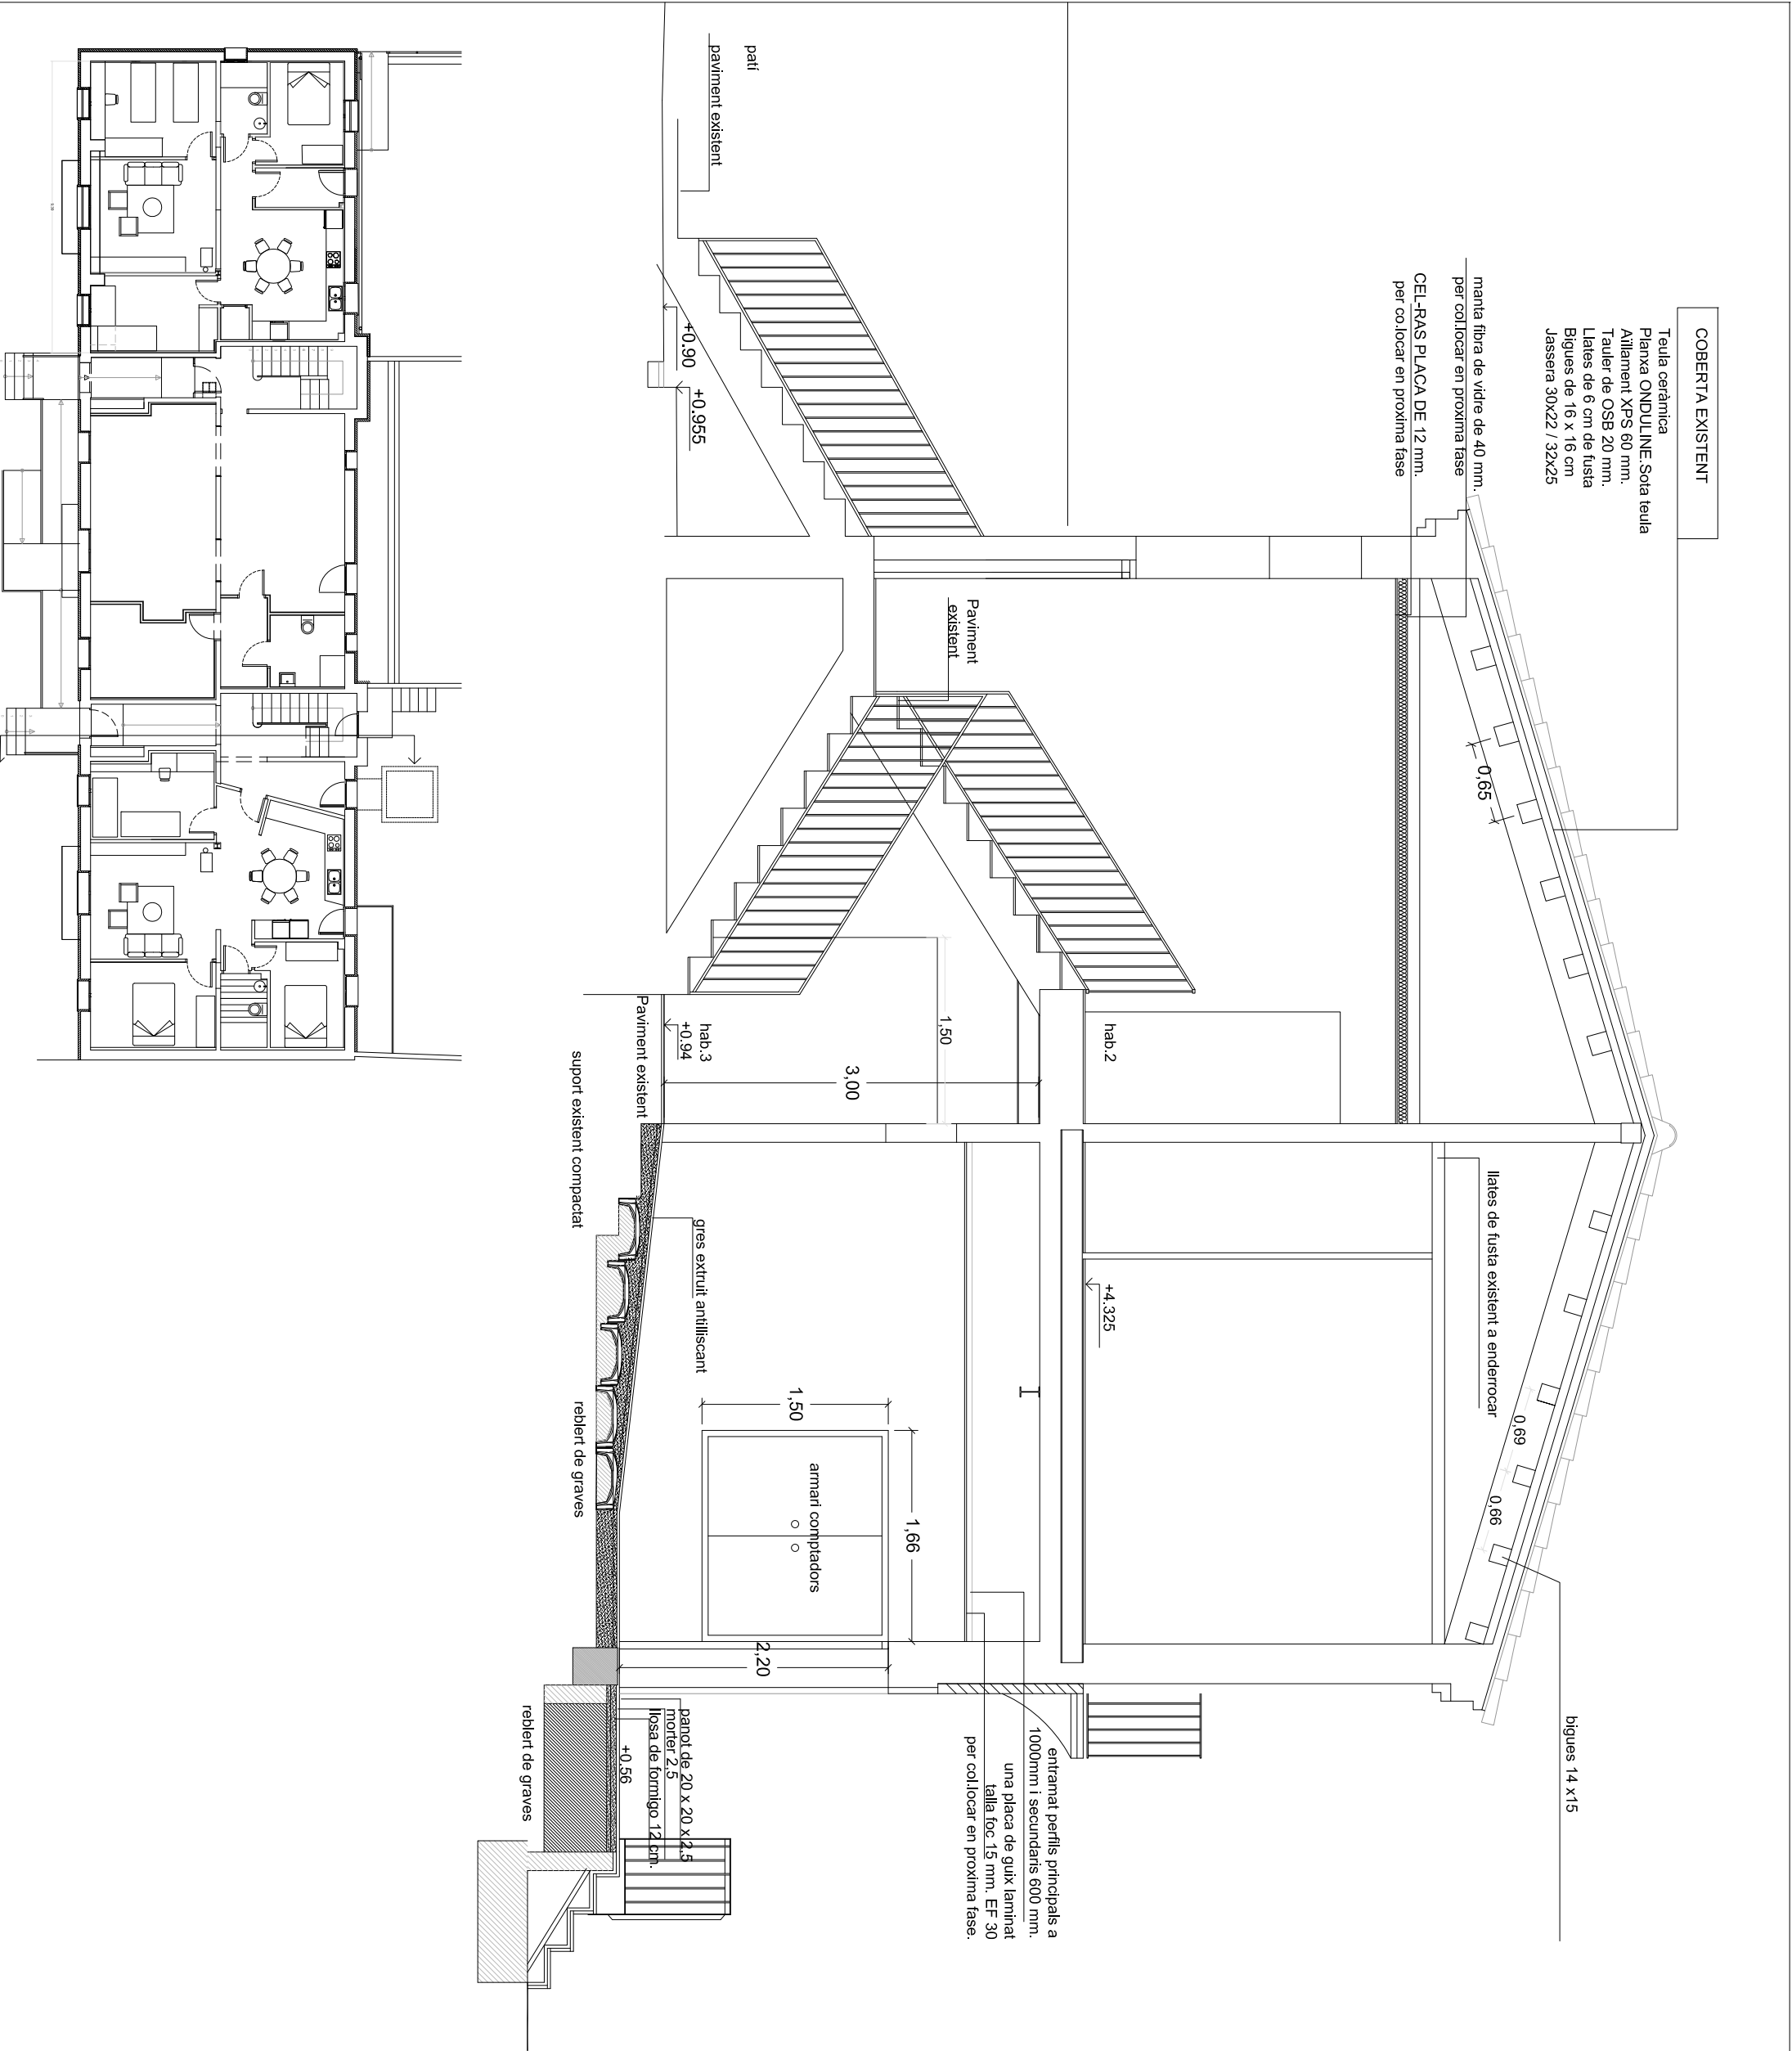 COBERTA EXISTENT
Teula ceràmica
Planxa ONDULINE.Sota teula
Aïllament XPS 60 mm.
Tauler de OSB 20 mm.
Llates de 6 cm de fusta
Bigues de 16 x 16 cm
Jassera 30x22 / 32x25
manta fibra de vidre de 40 mm.
per col.locar en proxima fase
CEL-RAS PLACA DE 12 mm.
per co.locar en proxima fase
0,65
llates de fusta existent a enderrocar
0,69
0,66
bigues 14 x15
patí
paviment existent
+0.90
+0.955
Paviment
existent
hab.2
+4.325
1,50
3,00
hab.3
+0.94
Paviment existent
suport existent compactat
gres extruit antilliscant
reblert de graves
1,50
1,66
armari comptadors
2,20
entramat perfils principals a
1000mm i secundaris 600 mm.
una placa de guix laminat
talla foc 15 mm. EF 30
per col.locar en proxima fase.
panot de 20 x 20 x 2,5
morter 2,5
llosa de formigo 12 cm.
+0.56
reblert de graves